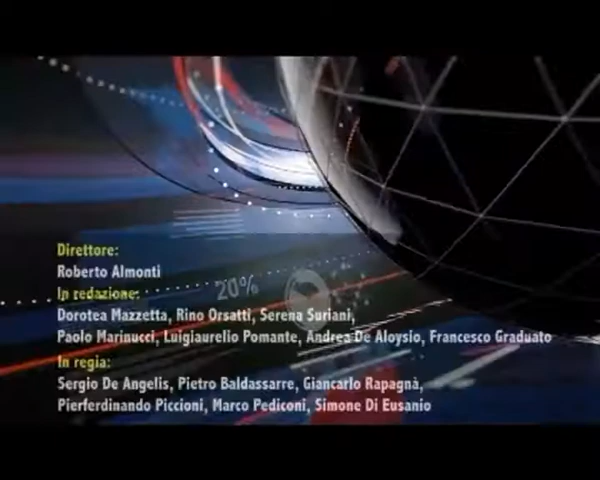 Direttore:
Roberto Almonti
20%
In redazione:
Dorotea Mazzetta, Rino Orsatti, Serena Suriani,
Paolo Marinucci, Luigiaurelio Pomante, Andrea De Aloysio, Francesco Graduato
In regia:
Sergio De Angelis, Pietro Baldassarre, Giancarlo Rapagnà,
Pierferdinando Piccioni, Marco Pediconi, Simone Di Eusanio